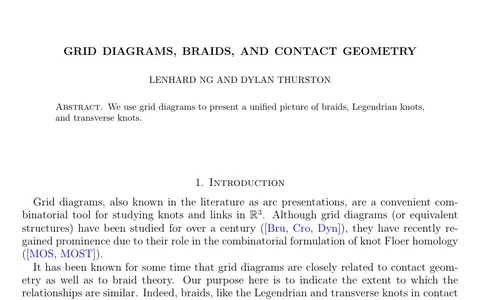 GRID DIAGRAMS, BRAIDS, AND CONTACT GEOMETRY
LENHARD NG AND DYLAN THURSTON
Abstract. We use grid diagrams to present a unified picture of braids, Legendrian knots,
and transverse knots.
1. Introduction
Grid diagrams, also known in the literature as arc presentations, are a convenient com-
binatorial tool for studying knots and links in ℝ³. Although grid diagrams (or equivalent
structures) have been studied for over a century ([Bru, Cro, Dyn]), they have recently re-
gained prominence due to their role in the combinatorial formulation of knot Floer homology
([MOS, MOST]).
It has been known for some time that grid diagrams are closely related to contact geom-
etry as well as to braid theory. Our purpose here is to indicate the extent to which the
relationships are similar. Indeed, braids, like the Legendrian and transverse knots in contact